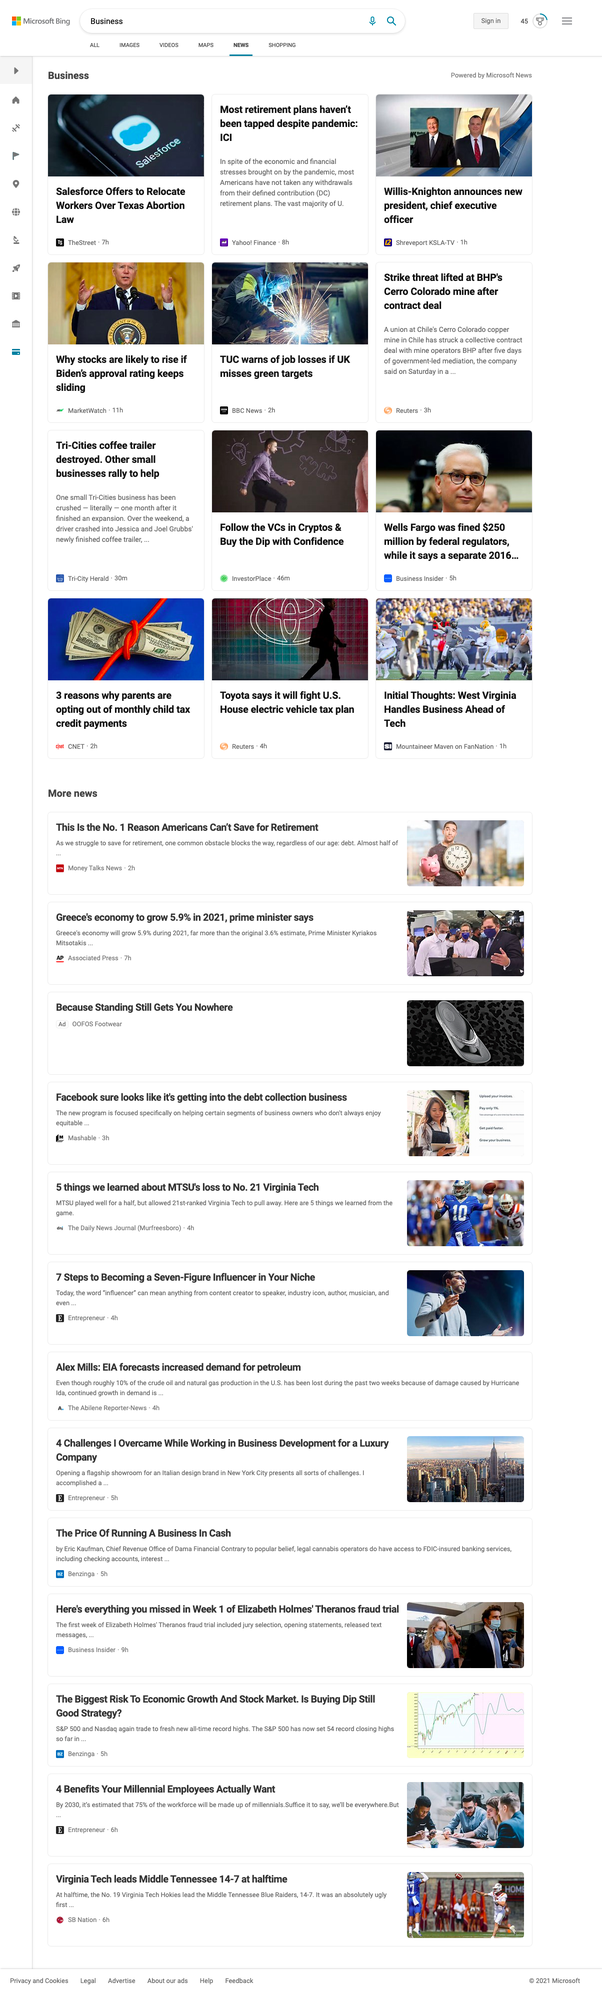 Microsoft Bing
Business
Sign in
45
ALL IMAGES VIDEOS MAPS NEWS SHOPPING
Business
Powered by Microsoft News
Salesforce
Salesforce Offers to Relocate
Workers Over Texas Abortion
Law
TheStreet · 7h
Most retirement plans haven't
been tapped despite pandemic:
ICI
In spite of the economic and financial
stresses brought on by the pandemic, most
Americans have not taken any withdrawals
from their defined contribution (DC)
retirement plans. The vast majority of U.
Yahoo! Finance · 8h
Willis-Knighton announces new
president, chief executive
officer
Shreveport KSLA-TV · 1h
Why stocks are likely to rise if
Biden's approval rating keeps
sliding
MarketWatch · 11h
TUC warns of job losses if UK
misses green targets
BBC News · 2h
Strike threat lifted at BHP's
Cerro Colorado mine after
contract deal
A union at Chile's Cerro Colorado copper
mine in Chile has struck a collective contract
deal with mine operators BHP after five days
of government-led mediation, the company
said on Saturday in a ...
Reuters · 3h
Tri-Cities coffee trailer
destroyed. Other small
businesses rally to help
One small Tri-Cities business has been
crushed — literally — one month after it
finished an expansion. Over the weekend, a
driver crashed into Jessica and Joel Grubbs'
newly finished coffee trailer, ...
Tri-City Herald · 30m
Follow the VCs in Cryptos &
Buy the Dip with Confidence
InvestorPlace · 46m
Wells Fargo was fined $250
million by federal regulators,
while it says a separate 2016...
Business Insider · 5h
3 reasons why parents are
opting out of monthly child tax
credit payments
CNET · 2h
Toyota says it will fight U.S.
House electric vehicle tax plan
Reuters · 4h
Initial Thoughts: West Virginia
Handles Business Ahead of
Tech
Mountaineer Maven on FanNation · 1h
More news
This Is the No. 1 Reason Americans Can't Save for Retirement
As we struggle to save for retirement, one common obstacle blocks the way, regardless of our age: debt. Almost half of
...
Money Talks News · 2h
Greece's economy to grow 5.9% in 2021, prime minister says
Greece's economy will grow 5.9% during 2021, far more than the original 3.6% estimate, Prime Minister Kyriakos
Mitsotakis ...
AP Associated Press · 7h
Because Standing Still Gets You Nowhere
Ad OOFOS Footwear
Facebook sure looks like it's getting into the debt collection business
The new program is focused specifically on helping certain segments of business owners who don't always enjoy
equitable ...
Mashable · 3h
Upload your invoice.
Pay only 1%.
Get paid faster.
Grow your business.
5 things we learned about MTSU's loss to No. 21 Virginia Tech
MTSU played well for a half, but allowed 21st-ranked Virginia Tech to pull away. Here are 5 things we learned from the
game.
The Daily News Journal (Murfreesboro) · 4h
10
45
7 Steps to Becoming a Seven-Figure Influencer in Your Niche
Today, the word "influencer" can mean anything from content creator to speaker, industry icon, author, musician, and
even ...
Entrepreneur · 4h
Alex Mills: EIA forecasts increased demand for petroleum
Even though roughly 10% of the crude oil and natural gas production in the U.S. has been lost during the past two weeks because of damage caused by Hurricane
Ida, continued growth in demand is ...
The Abilene Reporter-News · 4h
4 Challenges I Overcame While Working in Business Development for a Luxury
Company
Opening a flagship showroom for an Italian design brand in New York City presents all sorts of challenges. I
accomplished a ...
Entrepreneur · 5h
The Price Of Running A Business In Cash
by Eric Kaufman, Chief Revenue Office of Dama Financial Contrary to popular belief, legal cannabis operators do have access to FDIC-insured banking services,
including checking accounts, interest ...
Benzinga · 5h
Here's everything you missed in Week 1 of Elizabeth Holmes' Theranos fraud trial
The first week of Elizabeth Holmes' Theranos fraud trial included jury selection, opening statements, released text
messages, ...
Business Insider · 9h
The Biggest Risk To Economic Growth And Stock Market. Is Buying Dip Still
Good Strategy?
S&P 500 and Nasdaq again trade to fresh new all-time record highs. The S&P 500 has now set 54 record closing highs
so far in ...
Benzinga · 5h
4 Benefits Your Millennial Employees Actually Want
By 2030, it's estimated that 75% of the workforce will be made up of millennials.Suffice it to say, we'll be everywhere.But
...
Entrepreneur · 6h
Virginia Tech leads Middle Tennessee 14-7 at halftime
At halftime, the No. 19 Virginia Tech Hokies lead the Middle Tennessee Blue Raiders, 14-7. It was an absolutely ugly
first ...
SB Nation · 6h
HOME
Privacy and Cookies Legal Advertise About our ads Help Feedback
© 2021 Microsoft